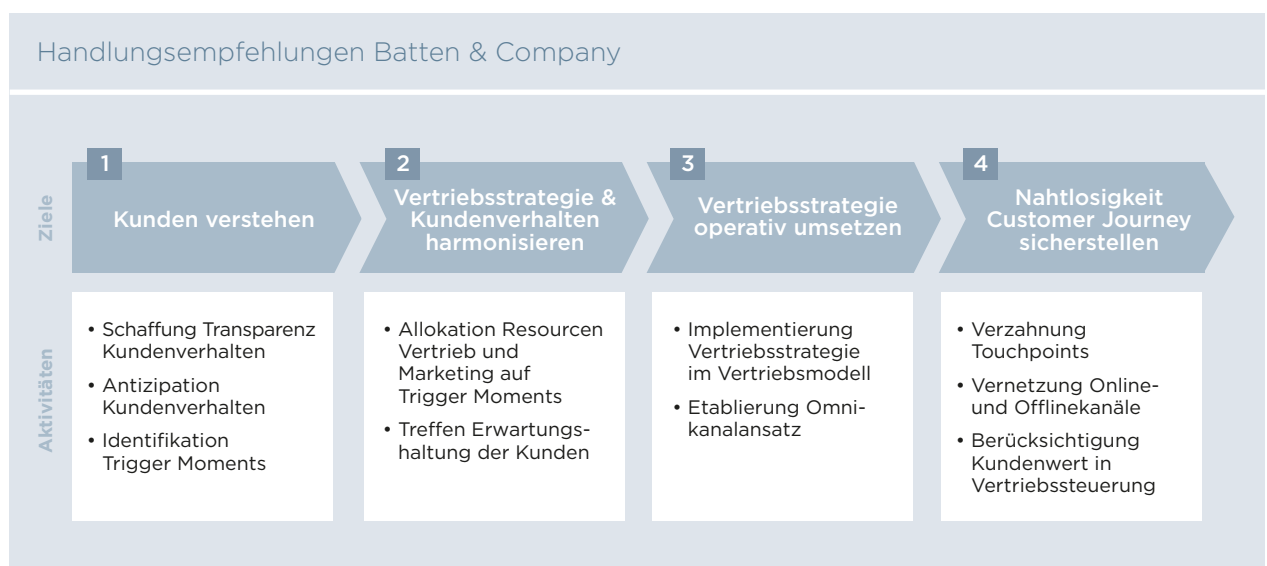 Handlungsempfehlungen Batten & Company
Ziele
1
Kunden verstehen
2
Vertriebsstrategie &
Kundenverhalten
harmonisieren
3
Vertriebsstrategie
operativ umsetzen
4
Nahtlosigkeit
Customer Journey
sicherstellen
Aktivitäten
• Schaffung Transparenz
Kundenverhalten
• Antizipation
Kundenverhalten
• Identifikation
Trigger Moments
• Allokation Resourcen
Vertrieb und
Marketing auf
Trigger Moments
• Treffen Erwartungs-
haltung der Kunden
• Implementierung
Vertriebsstrategie
im Vertriebsmodell
• Etablierung Omni-
kanalansatz
• Verzahnung
Touchpoints
• Vernetzung Online-
und Offlinekanäle
• Berücksichtigung
Kundenwert in
Vertriebssteuerung